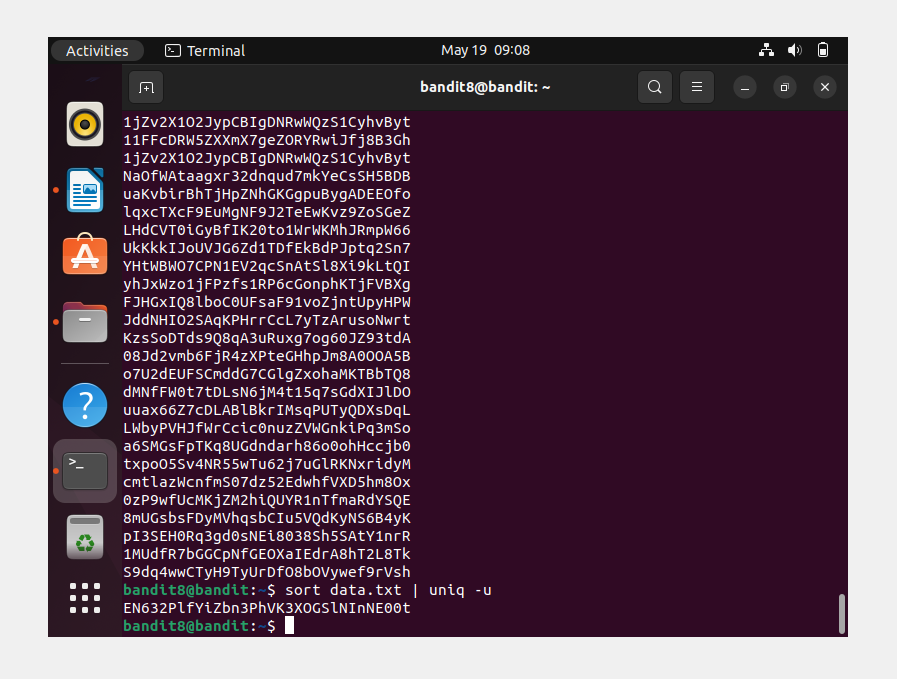 Activities
Terminal
May 19 09:08
bandit8@bandit: ~
1jZv2X1O2JypCBIgDNRwWQzS1CyhvByt
11FFcDRW5ZXXmX7geZORYRwiJfj8B3Gh
1jZv2X1O2JypCBIgDNRwWQzS1CyhvByt
NaOfWAtaagxr32dnqud7mkYeCsSH5BDB
uaKvbirBhTjHpZNhGKGgpuBygADEEOfo
lqxcTXcF9EuMgNF9J2TeEwKvz9ZoSGeZ
LHdCVT0iGyBfIK20to1WrWKMhJRmpW66
UkKkkIJoUVJG6Zd1TDfEkBdPJptq2Sn7
YHtWBWO7CPN1EV2qcSnAtSl8Xi9kLtQI
yhJxWzo1jFPzfs1RP6cGonphKTjFVBXg
FJHGxIQ8lboC0UFsaF91voZjntUpyHPW
JddNHIO2SAqKPHrrCcL7yTzArusoNwrt
KzsSoDTds9Q8qA3uRuxg7og60JZ93tdA
08Jd2vmb6FjR4zXPteGHhpJm8A0OOA5B
o7U2dEUFSCmddG7CGlgZxohaMKTBbTQ8
dMNfFW0t7tDLsN6jM4t15q7sGdXIJlDO
uuax66Z7cDLABlBkrIMsqPUTyQDXsDqL
LWbyPVHJfWrCcic0nuzZVWGnkiPq3mSo
a6SMGsFpTKq8UGdndarh86o0ohHccjb0
txpoO5Sv4NR55wTu62j7uGlRKNxridyM
cmtlazWcnfmS07dz52EdwhfVXD5hm8Ox
0zP9wfUcMKjZM2hiQUYR1nTfmaRdYSQE
8mUGsbsFDyMVhqsbCIu5VQdKyNS6B4yK
pI3SEH0Rq3gd0sNEi8038Sh5SAtY1nrR
1MUdfR7bGGCpNfGEOXaIEdrA8hT2L8Tk
S9dq4wwCTyH9TyUrDfO8bOVywef9rVsh
bandit8@bandit:~$ sort data.txt | uniq -u
EN632PlfYiZbn3PhVK3XOGSlNInNE00t
bandit8@bandit:~$